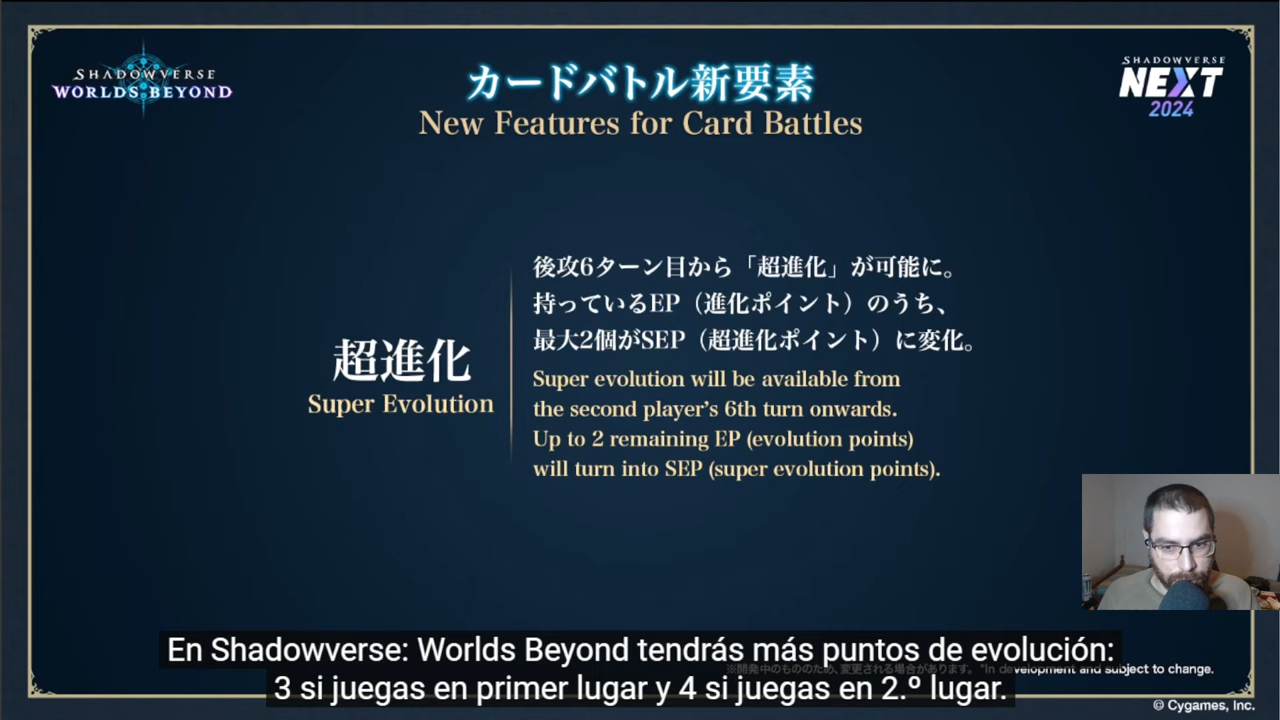 SHADOWVERSE
WORLDS BEYOND
SHADOWVERSE
NEXT
2024
カードバトル新要素
New Features for Card Battles
超進化
Super Evolution
後攻6ターン目から「超進化」が可能に。
持っているEP（進化ポイント）のうち、
最大2個がSEP（超進化ポイント）に変化。
Super evolution will be available from
the second player's 6th turn onwards.
Up to 2 remaining EP (evolution points)
will turn into SEP (super evolution points).
En Shadowverse: Worlds Beyond tendrás más puntos de evolución:
3 si juegas en primer lugar y 4 si juegas en 2.º lugar.
※開発中のもののため、変更される場合があります。 *In development and subject to change.
© Cygames, Inc.